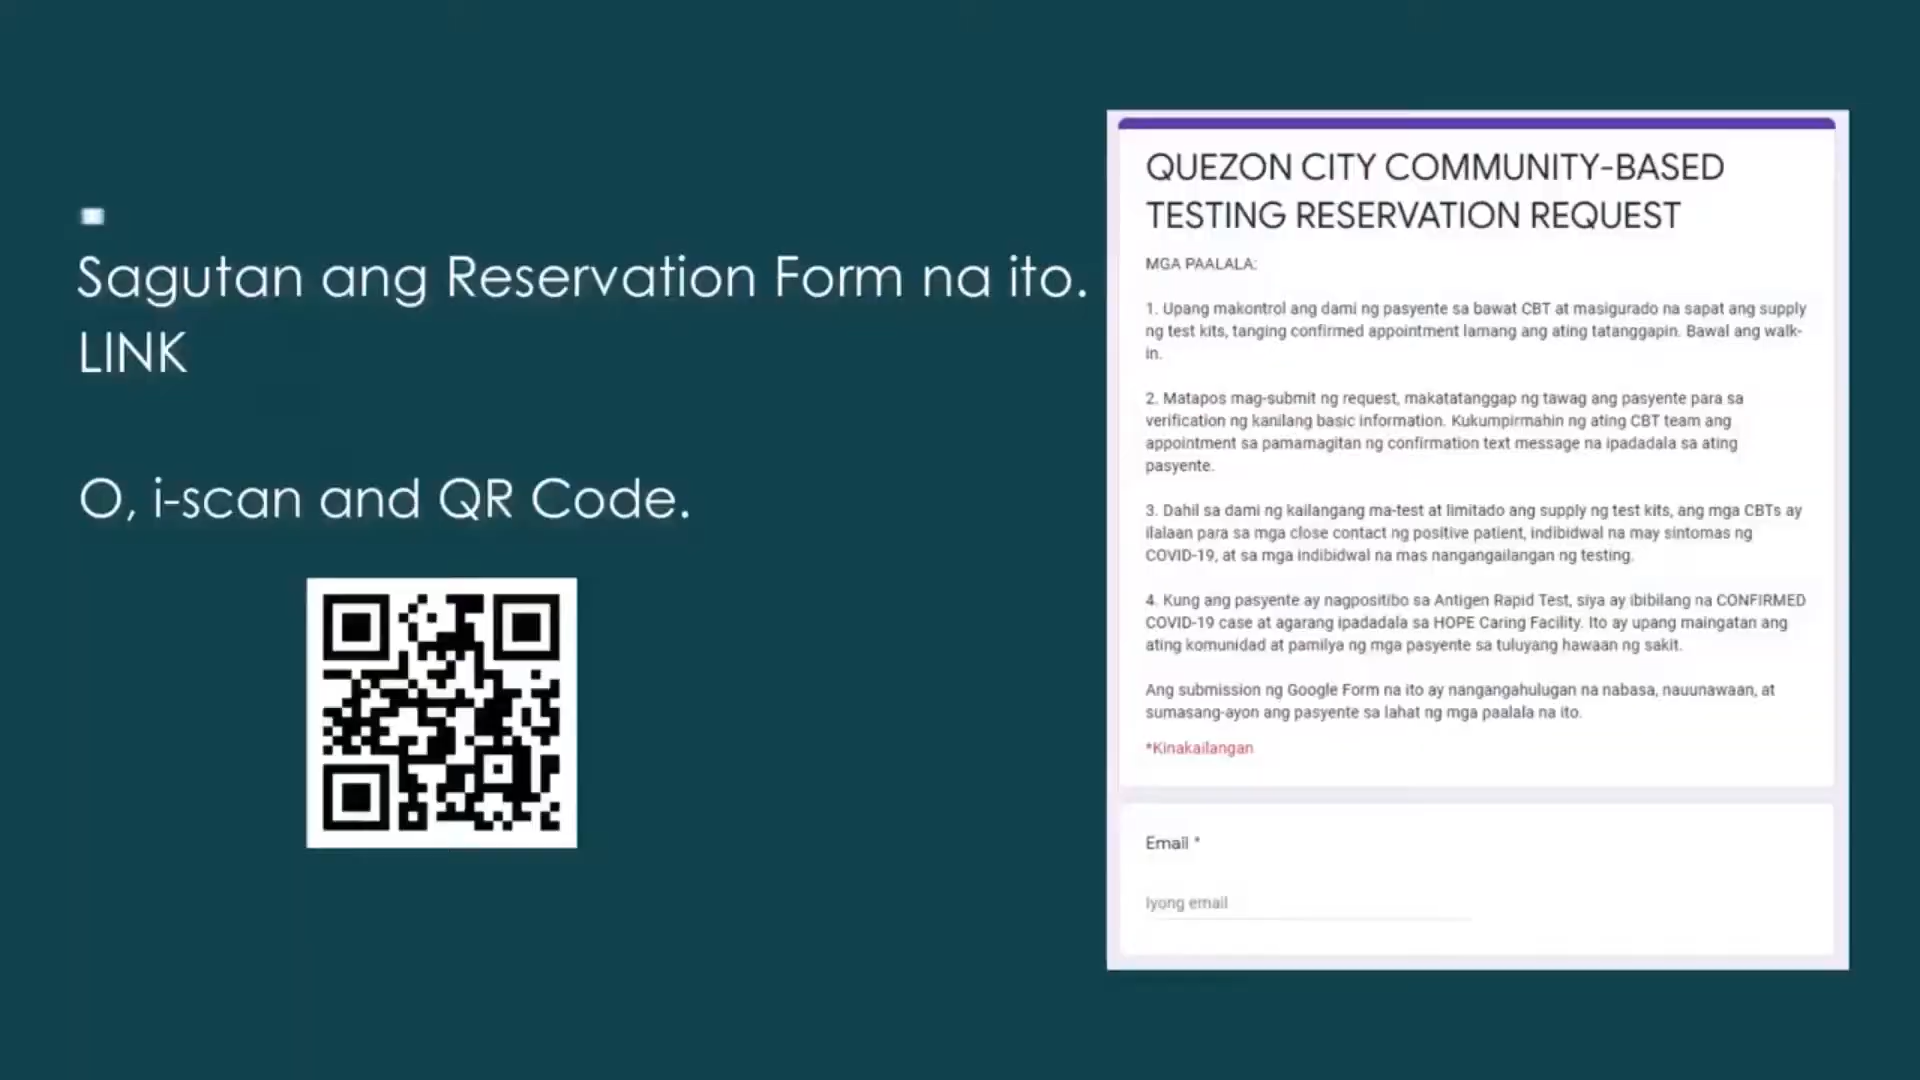 Sagutan ang Reservation Form na ito.
LINK
O, i-scan and QR Code.
QUEZON CITY COMMUNITY-BASED
TESTING RESERVATION REQUEST
MGA PAALALA:
1. Upang makontrol ang dami ng pasyente sa bawat CBT at masigurado na sapat ang supply
ng test kits, tanging confirmed appointment lamang ang ating tatanggapin. Bawal ang walk-
in.
2. Matapos mag-submit ng request, makatatanggap ng tawag ang pasyente para sa
verification ng kanilang basic information. Kukumpirmahin ng ating CBT team ang
appointment sa pamamagitan ng confirmation text message na ipadadala sa ating
pasyente.
3. Dahil sa dami ng kailangang ma-test at limitado ang supply ng test kits, ang mga CBTs ay
ilalaan para sa mga close contact ng positive patient, indibidwal na may sintomas ng
COVID-19, at sa mga indibidwal na mas nangangailangan ng testing.
4. Kung ang pasyente ay nagpositibo sa Antigen Rapid Test, siya ay ibibilang na CONFIRMED
COVID-19 case at agarang ipadadala sa HOPE Caring Facility. Ito ay upang maingatan ang
ating komunidad at pamilya ng mga pasyente sa tuluyang hawaan ng sakit.
Ang submission ng Google Form na ito ay nangangahulugan na nabasa, nauunawaan, at
sumasang-ayon ang pasyente sa lahat ng mga paalala na ito.
*Kinakailangan
Email *
Iyong email